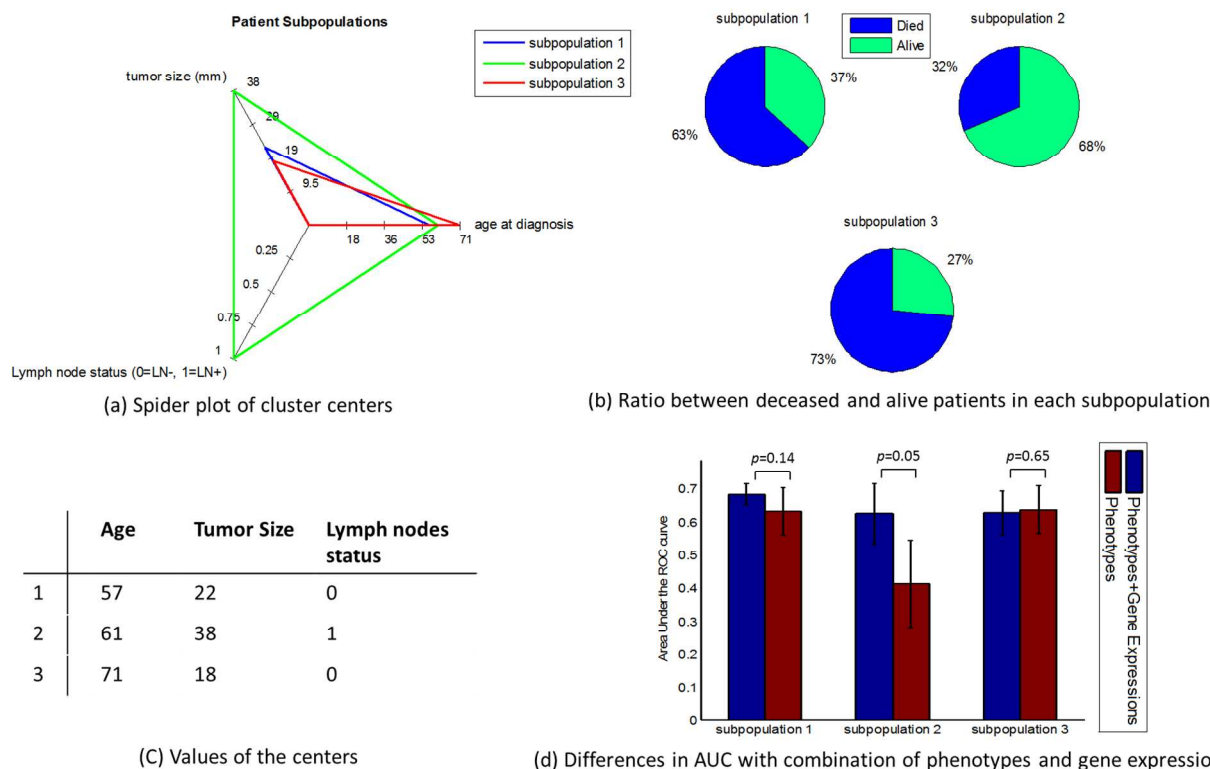 Patient Subpopulations
subpopulation 1
subpopulation 2
subpopulation 3
tumor size (mm)
38
29
19
9.5
age at diagnosis
18
36
53
71
0.25
0.5
0.75
1
Lymph node status (0=LN-, 1=LN+)
(a) Spider plot of cluster centers
subpopulation 1
Died
Alive
subpopulation 2
37%
63%
32%
68%
subpopulation 3
27%
73%
(b) Ratio between deceased and alive patients in each subpopulation
Age Tumor Size Lymph nodes
status
1 57 22 0
2 61 38 1
3 71 18 0
(C) Values of the centers
p=0.14
p=0.05
p=0.65
Area Under the ROC curve
0.7
0.6
0.5
0.4
0.3
0.2
0.1
0
subpopulation 1
subpopulation 2
subpopulation 3
Phenotypes+Gene Expressions
Phenotypes
(d) Differences in AUC with combination of phenotypes and gene expressio